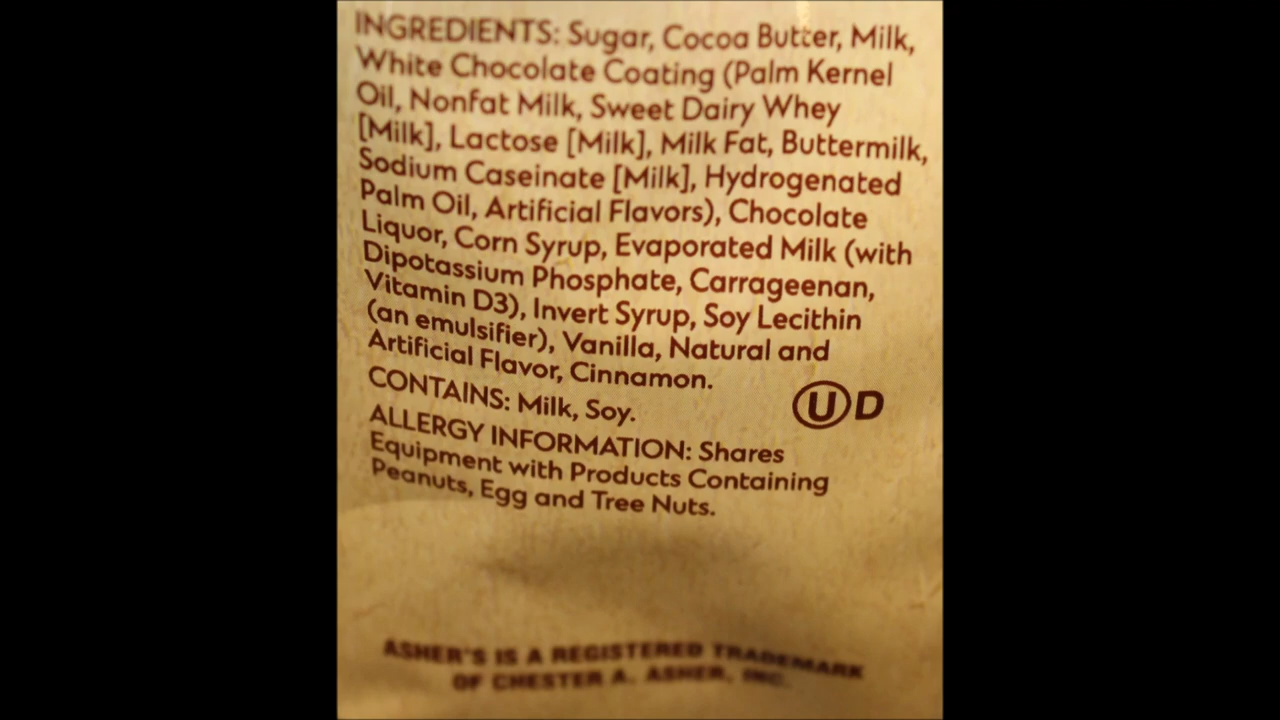 INGREDIENTS: Sugar, Cocoa Butter, Milk,
White Chocolate Coating (Palm Kernel
Oil, Nonfat Milk, Sweet Dairy Whey
[Milk], Lactose [Milk], Milk Fat, Buttermilk,
Sodium Caseinate [Milk], Hydrogenated
Palm Oil, Artificial Flavors), Chocolate
Liquor, Corn Syrup, Evaporated Milk (with
Dipotassium Phosphate, Carrageenan,
Vitamin D3), Invert Syrup, Soy Lecithin
(an emulsifier), Vanilla, Natural and
Artificial Flavor, Cinnamon.
CONTAINS: Milk, Soy.
U D
ALLERGY INFORMATION: Shares
Equipment with Products Containing
Peanuts, Egg and Tree Nuts.
ASHER'S IS A REGISTERED TRADEMARK
OF CHESTER A. ASHER, INC.